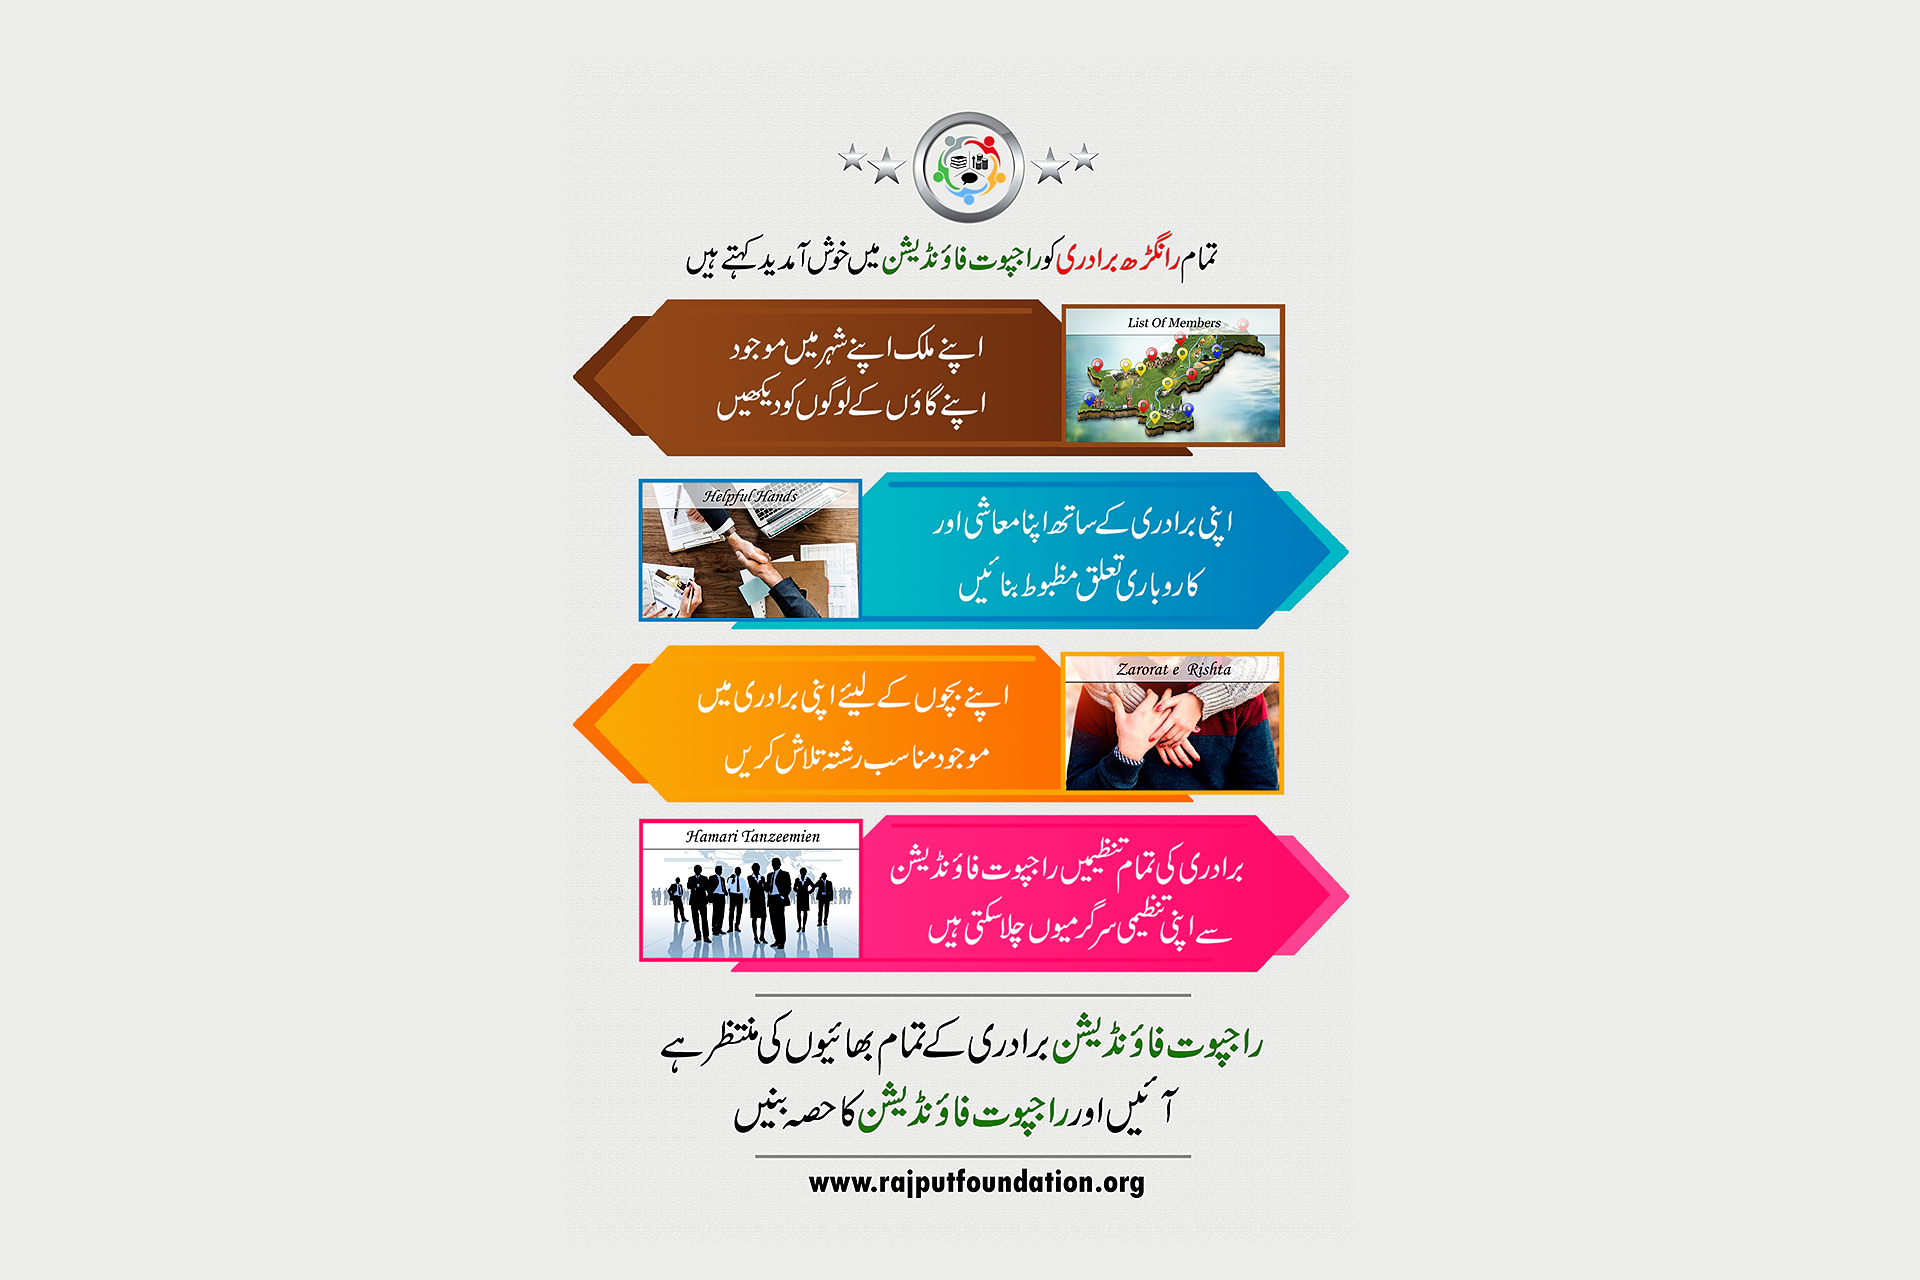 تمام رانگڑھ برادری کو راجپوت فاؤنڈیشن میں خوش آمدید کہتے ہیں
List Of Members
اپنے ملک اپنے شہر میں موجود
اپنے گاؤں کے لوگوں کو دیکھیں
Helpful Hands
اپنی برادری کے ساتھ اپنا معاشی اور
کاروباری تعلق مظبوط بنائیں
Zarorat e Rishta
اپنے بچوں کے لیئے اپنی برادری میں
موجود مناسب رشتہ تلاش کریں
Hamari Tanzeemien
برادری کی تمام تنظیمیں راجپوت فاؤنڈیشن
سے اپنی تنظیمی سرگرمیوں چلا سکتی ہیں
راجپوت فاؤنڈیشن برادری کے تمام بھائیوں کی منتظر ہے
آئیں اور راجپوت فاؤنڈیشن کا حصہ بنیں
www.rajputfoundation.org